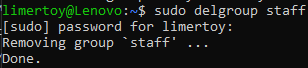 limertoy@Lenovo:~$ sudo delgroup staff
[sudo] password for limertoy:
Removing group `staff' ...
Done.